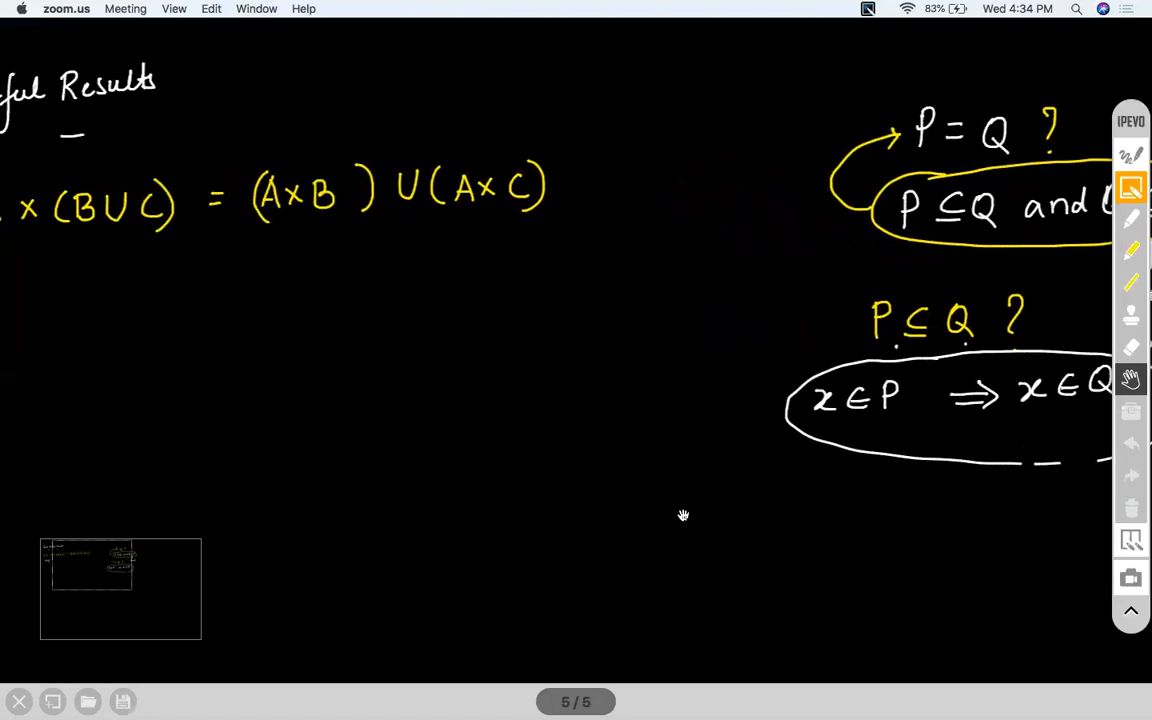 zoom.us Meeting View Edit Window Help 83% Wed 4:34 PM
ful Results
× (B ∪ C) = (A×B) ∪ (A×C)
P = Q ?
P ⊆ Q and
P ⊆ Q ?
x ∈ P ⟹ x ∈ Q
IPEVO
5 / 5